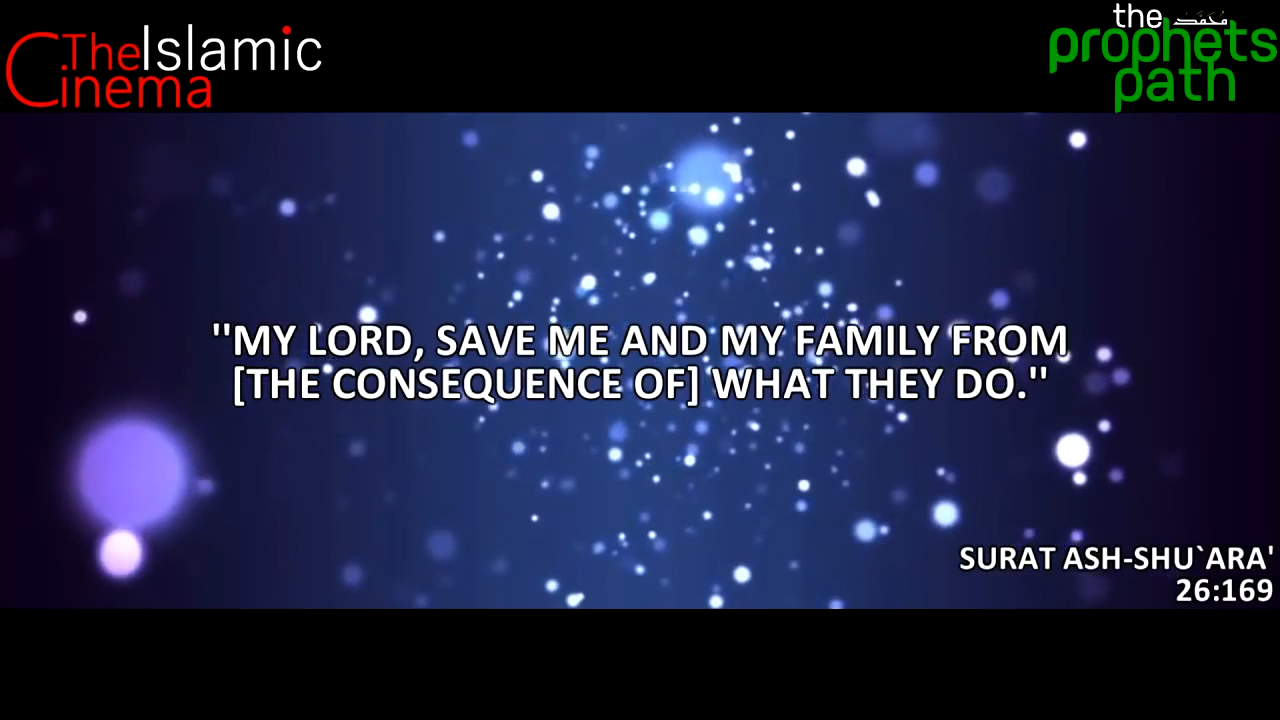 TheIslamic
Cinema
the محمد
prophets
path
"MY LORD, SAVE ME AND MY FAMILY FROM
[THE CONSEQUENCE OF] WHAT THEY DO."
SURAT ASH-SHU`ARA'
26:169